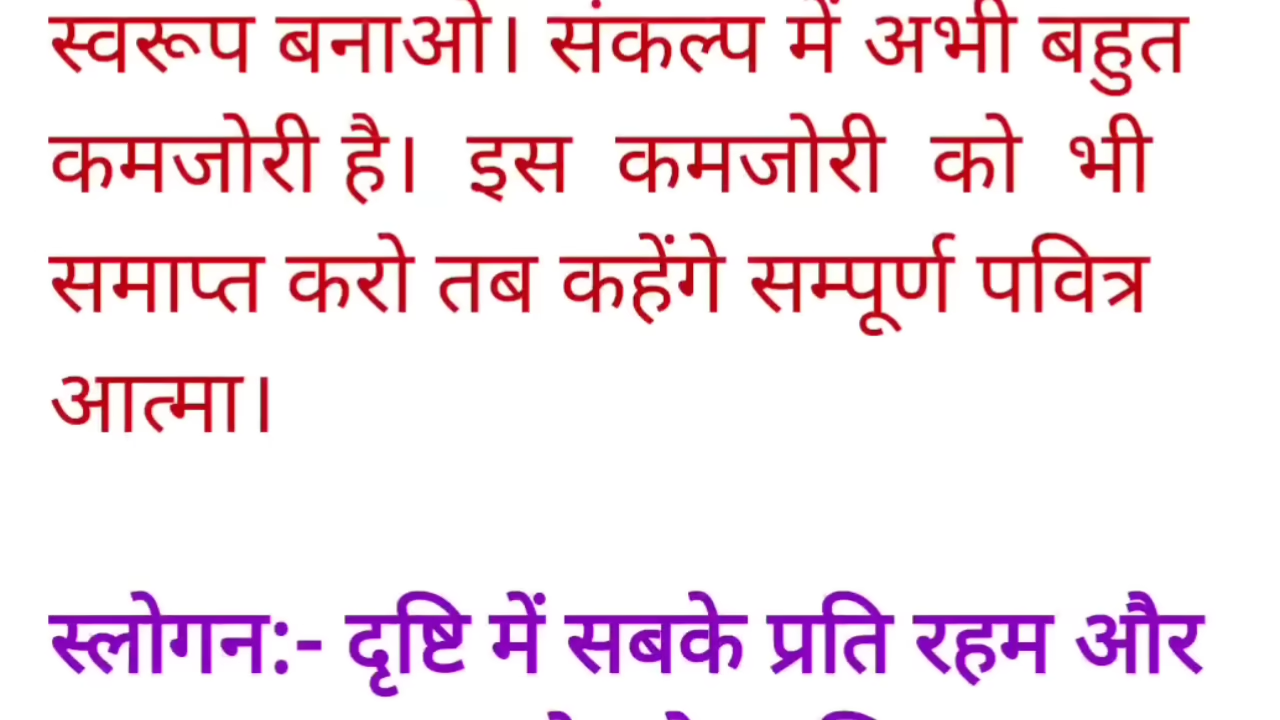 स्वरूप बनाओ। संकल्प में अभी बहुत
कमजोरी है। इस कमजोरी को भी
समाप्त करो तब कहेंगे सम्पूर्ण पवित्र
आत्मा।
स्लोगन:- दृष्टि में सबके प्रति रहम और